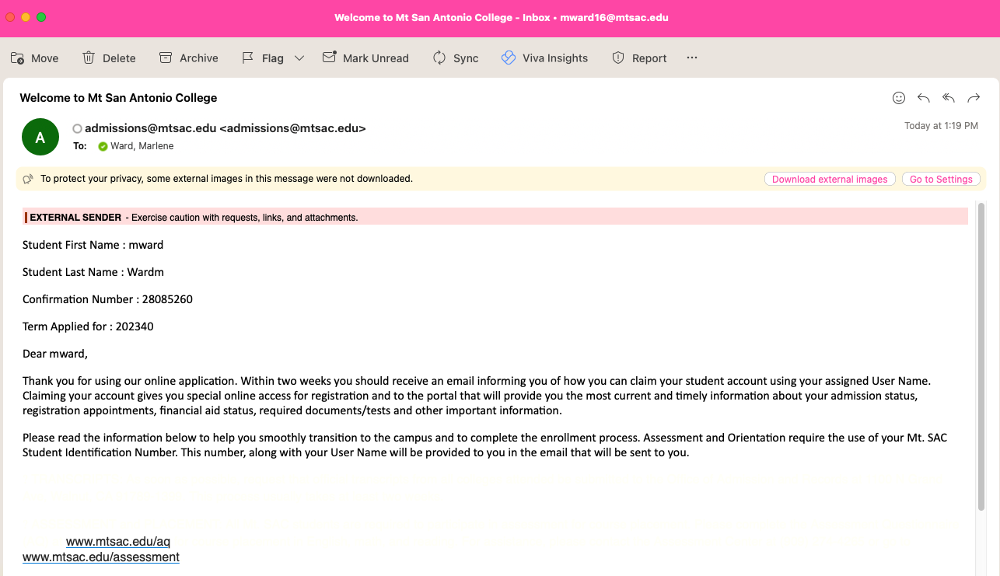 Welcome to Mt San Antonio College - Inbox • mward16@mtsac.edu
Move Delete Archive Flag Mark Unread Sync Viva Insights Report ...
Welcome to Mt San Antonio College
A
admissions@mtsac.edu <admissions@mtsac.edu>
Today at 1:19 PM
To: Ward, Marlene
To protect your privacy, some external images in this message were not downloaded. Download external images Go to Settings
EXTERNAL SENDER - Exercise caution with requests, links, and attachments.
Student First Name : mward
Student Last Name : Wardm
Confirmation Number : 28085260
Term Applied for : 202340
Dear mward,
Thank you for using our online application. Within two weeks you should receive an email informing you of how you can claim your student account using your assigned User Name.
Claiming your account gives you special online access for registration and to the portal that will provide you the most current and timely information about your admission status,
registration appointments, financial aid status, required documents/tests and other important information.
Please read the information below to help you smoothly transition to the campus and to complete the enrollment process. Assessment and Orientation require the use of your Mt. SAC
Student Identification Number. This number, along with your User Name will be provided to you in the email that will be sent to you.
www.mtsac.edu/aq
www.mtsac.edu/assessment